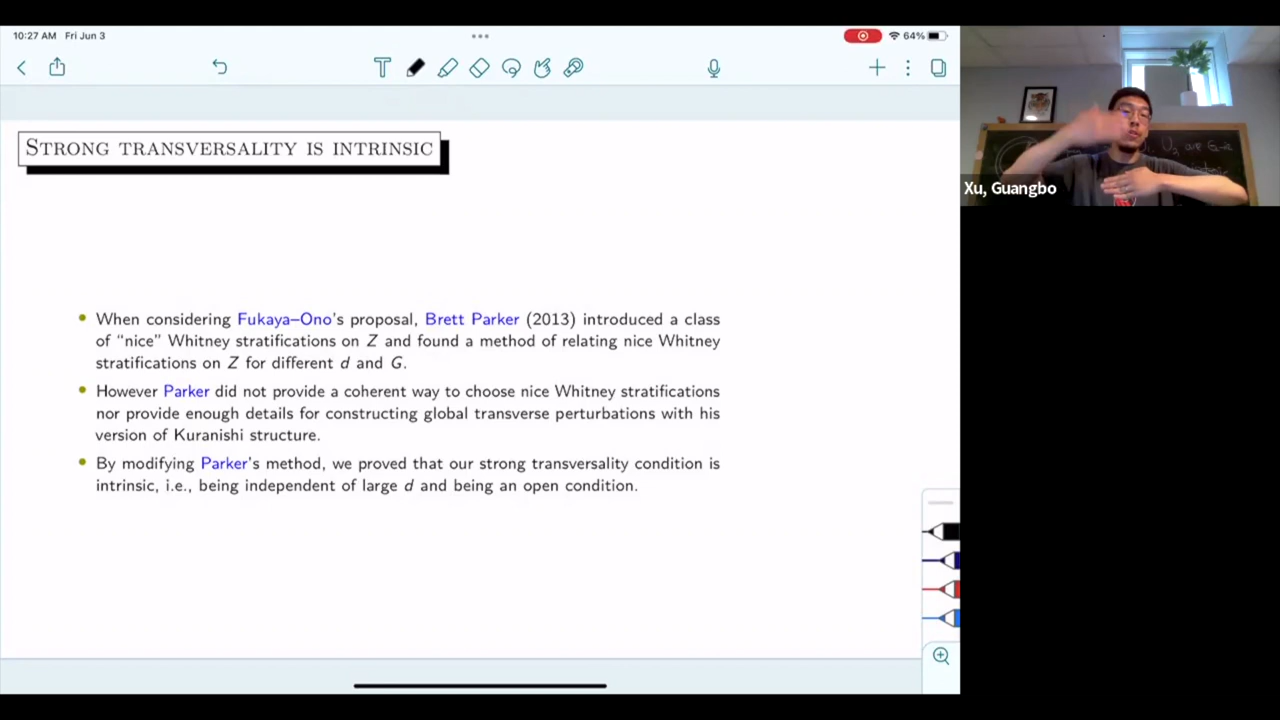 10:27 AM Fri Jun 3
64%
STRONG TRANSVERSALITY IS INTRINSIC
• When considering Fukaya–Ono's proposal, Brett Parker (2013) introduced a class
of “nice” Whitney stratifications on Z and found a method of relating nice Whitney
stratifications on Z for different d and G.
• However Parker did not provide a coherent way to choose nice Whitney stratifications
nor provide enough details for constructing global transverse perturbations with his
version of Kuranishi structure.
• By modifying Parker's method, we proved that our strong transversality condition is
intrinsic, i.e., being independent of large d and being an open condition.
Xu, Guangbo